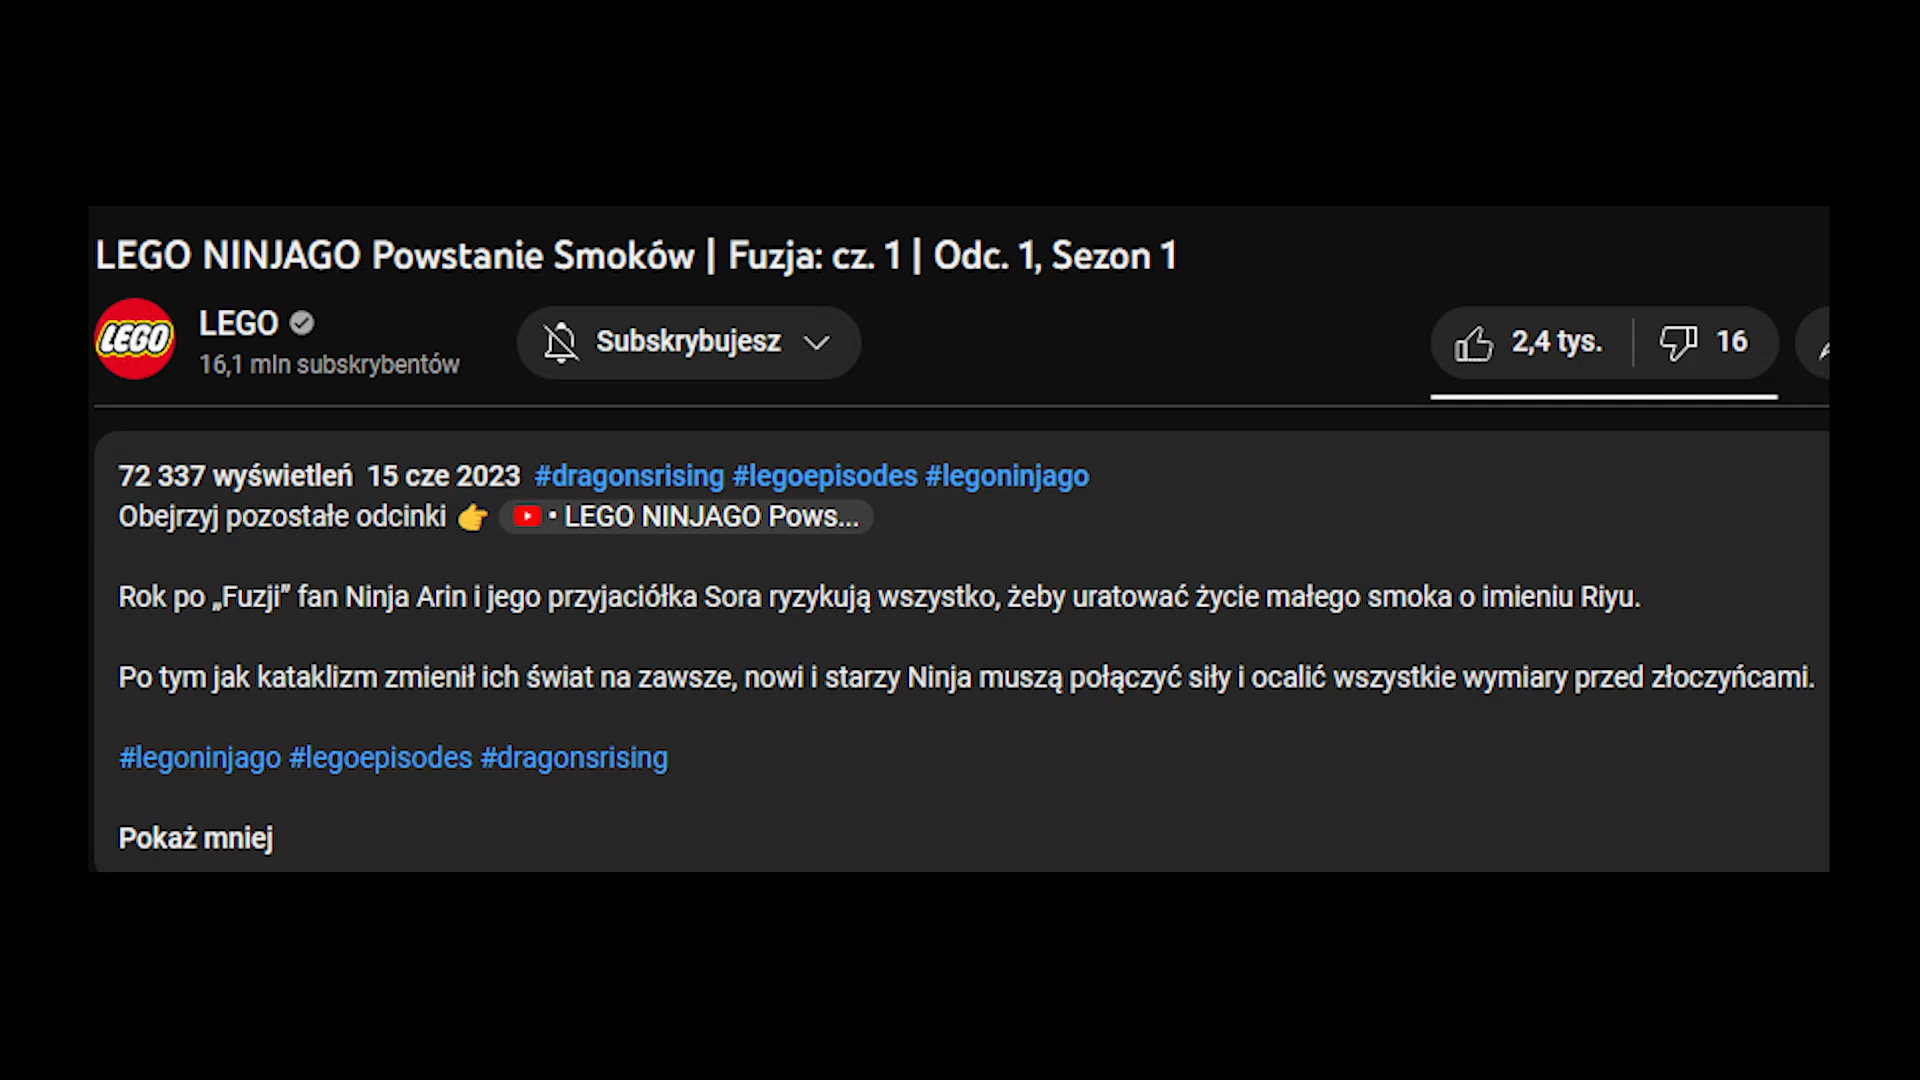 LEGO NINJAGO Powstanie Smoków | Fuzja: cz. 1 | Odc. 1, Sezon 1
LEGO
LEGO
16,1 mln subskrybentów
Subskrybujesz
2,4 tys.
16
72 337 wyświetleń 15 cze 2023 #dragonsrising #legoepisodes #legoninjago
Obejrzyj pozostałe odcinki 👉 • LEGO NINJAGO Pows...
Rok po „Fuzji” fan Ninja Arin i jego przyjaciółka Sora ryzykują wszystko, żeby uratować życie małego smoka o imieniu Riyu.
Po tym jak kataklizm zmienił ich świat na zawsze, nowi i starzy Ninja muszą połączyć siły i ocalić wszystkie wymiary przed złoczyńcami.
#legoninjago #legoepisodes #dragonsrising
Pokaż mniej